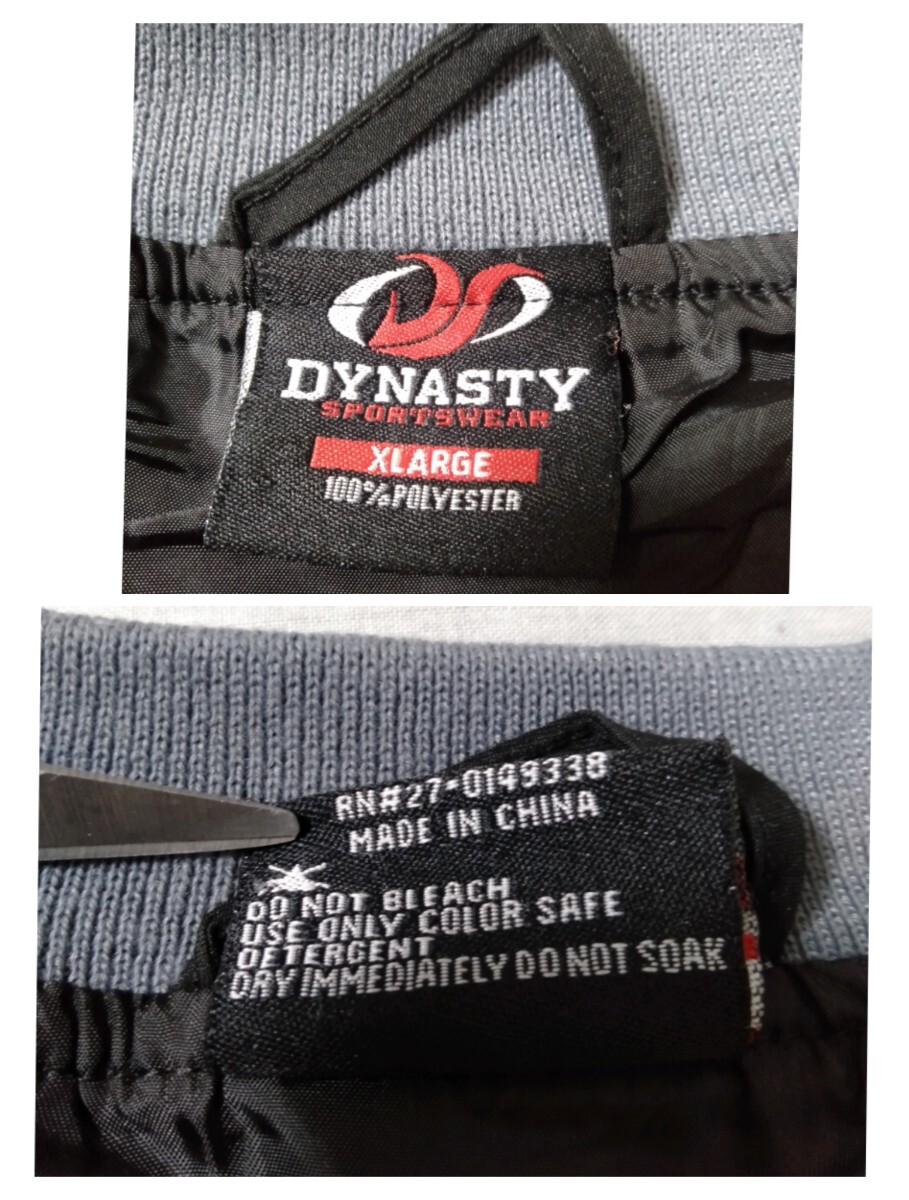 DYNASTY
SPORTSWEAR
XLARGE
100% POLYESTER
RN#27-0149338
MADE IN CHINA
DO NOT BLEACH
USE ONLY COLOR SAFE
DETERGENT
DRY IMMEDIATELY DO NOT SOAK